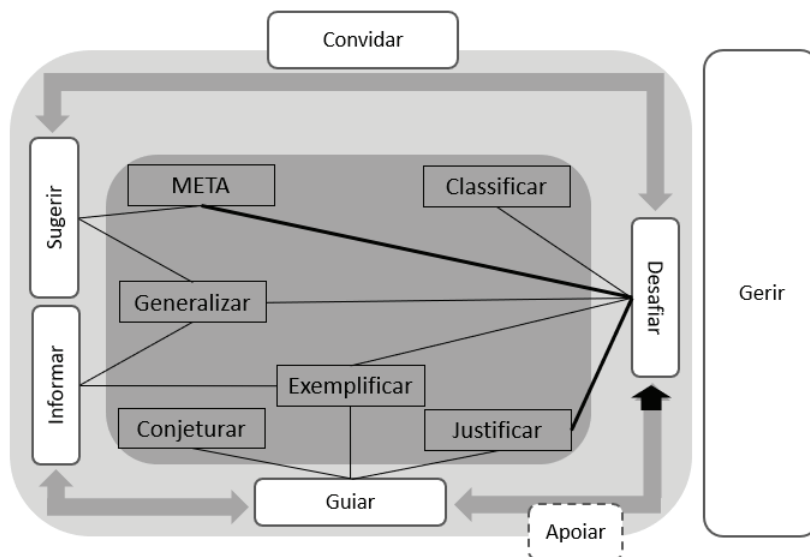 Convidar
Sugerir
META
Classificar
Desafiar
Gerir
Generalizar
Informar
Exemplificar
Conjeturar
Justificar
Guiar
Apoiar